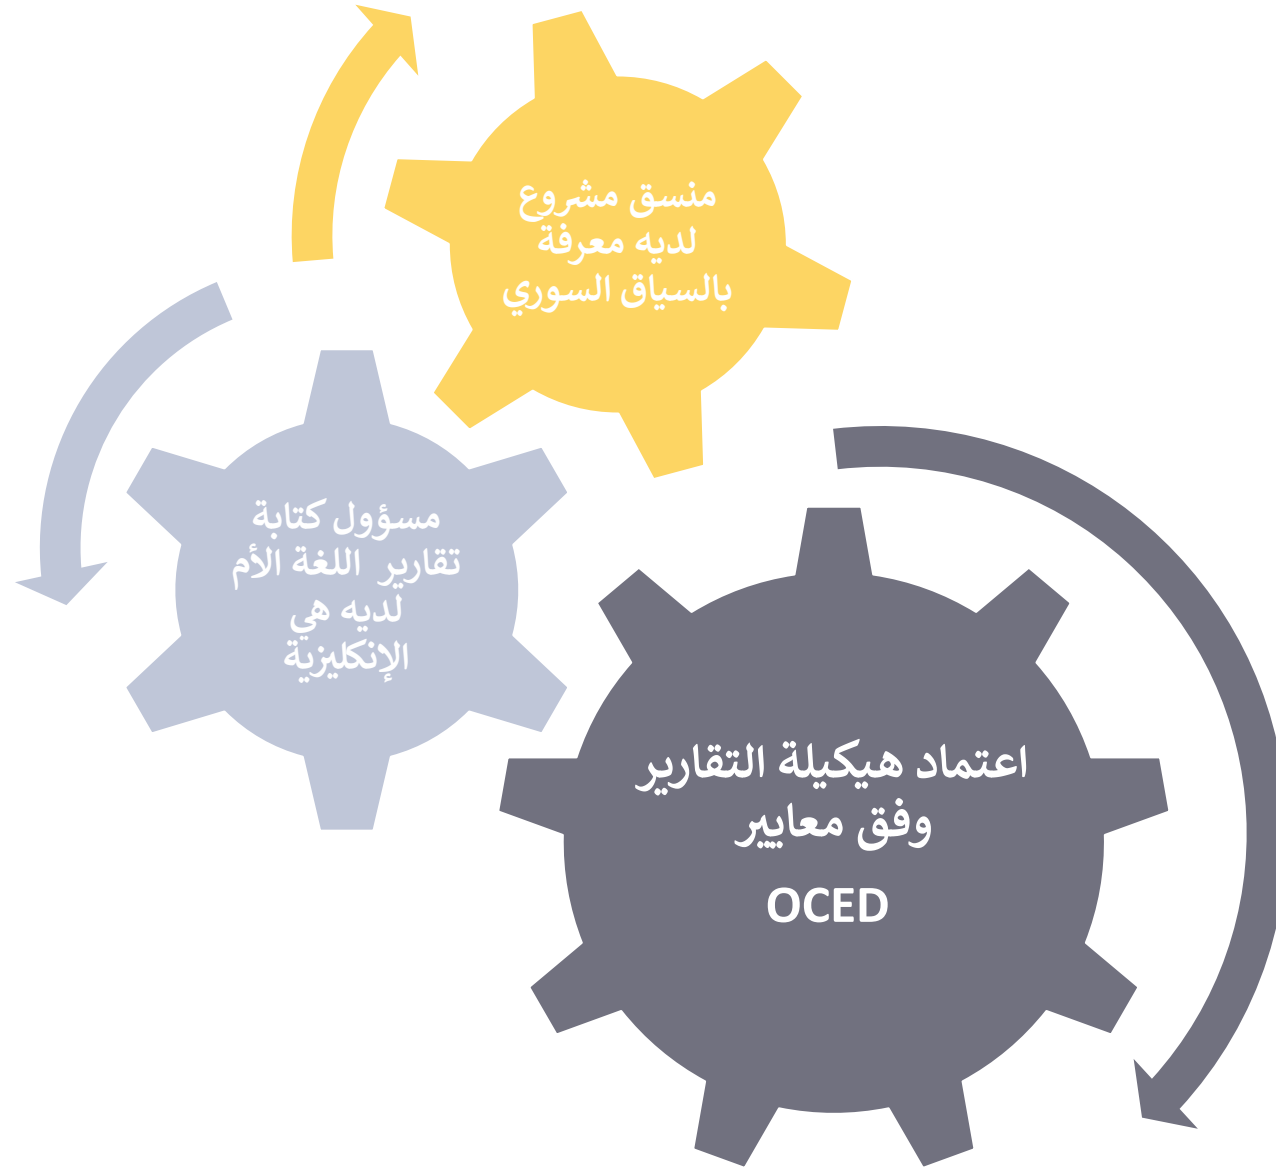 منسق مشروع
لديه معرفة
بالسياق السوري
مسؤول كتابة
تقارير اللغة الأم
لديه هي
الإنكليزية
اعتماد هيكيلة التقارير
وفق معايير
OCED